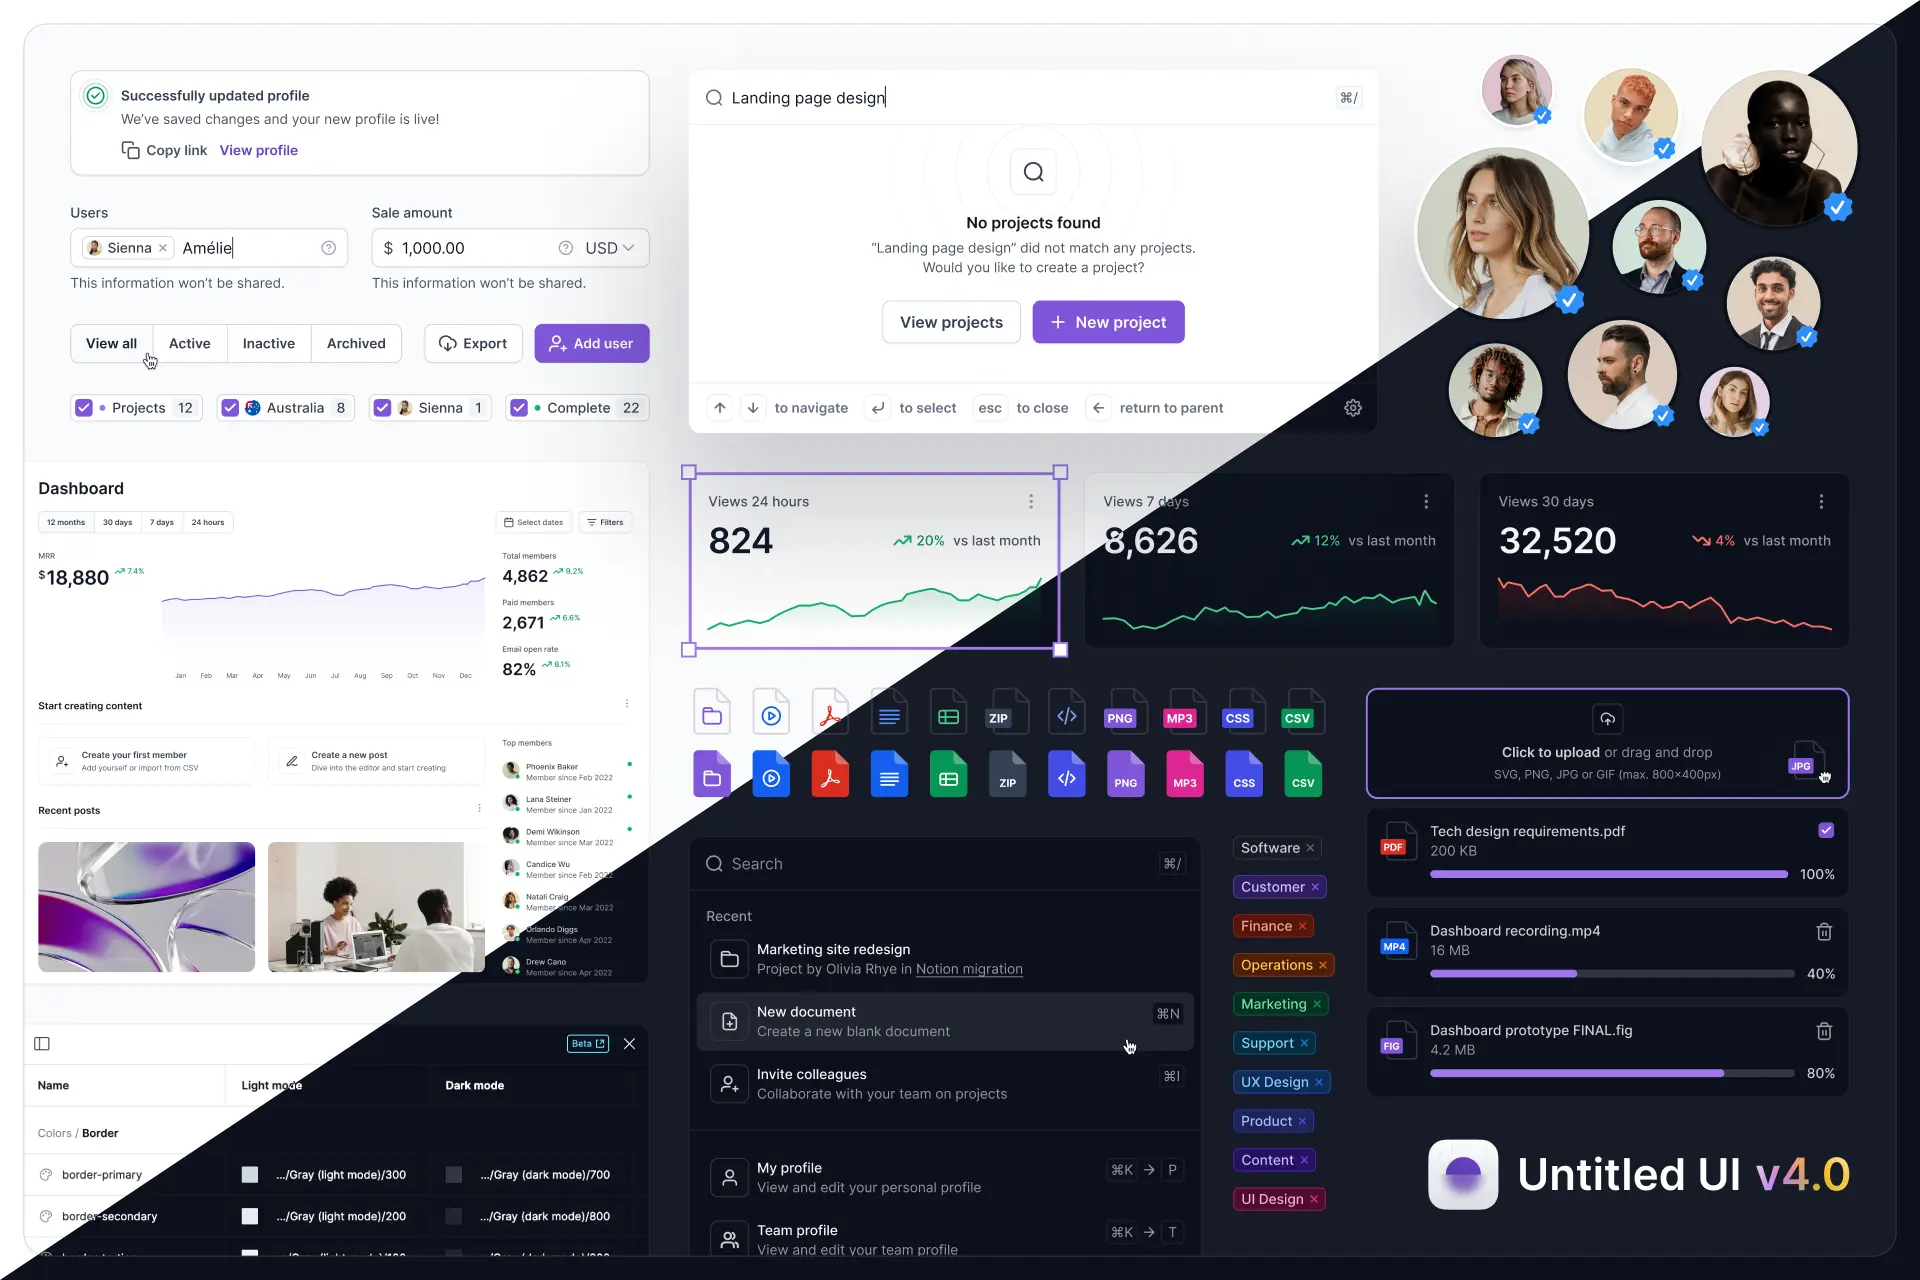 Successfully updated profile
We've saved changes and your new profile is live!
Copy link View profile
Users
Sienna Amélie
This information won't be shared.
Sale amount
$ 1,000.00 USD
This information won't be shared.
View all Active Inactive Archived
Export
Add user
Projects 12
Australia 8
Sienna 1
Complete 22
Landing page design ⌘/
No projects found
“Landing page design” did not match any projects.
Would you like to create a project?
View projects
+ New project
to navigate
to select
esc to close
return to parent
Dashboard
12 months 30 days 7 days 24 hours
Select dates
Filters
MRR
$18,880 7.4%
Jan Feb Mar Apr May Jun Jul Aug Sep Oct Nov Dec
Total members
4,862 9.2%
Paid members
2,671 6.6%
Email open rate
82% 8.1%
Start creating content
Create your first member
Add yourself or import from CSV
Create a new post
Dive into the editor and start creating
Recent posts
Top members
Phoenix Baker
Member since Feb 2022
Lana Steiner
Member since Jan 2022
Demi Wikinson
Member since Mar 2022
Candice Wu
Member since Feb 2022
Natali Craig
Member since Mar 2022
Orlando Diggs
Member since Apr 2022
Drew Cano
Member since Apr 2022
Views 24 hours
824 20% vs last month
Views 7 days
8,626 12% vs last month
Views 30 days
32,520 4% vs last month
ZIP PNG MP3 CSS CSV
ZIP PNG MP3 CSS CSV
Click to upload or drag and drop
SVG, PNG, JPG or GIF (max. 800×400px)
JPG
PDF
Tech design requirements.pdf
200 KB
100%
MP4
Dashboard recording.mp4
16 MB
40%
FIG
Dashboard prototype FINAL.fig
4.2 MB
80%
Search ⌘/
Recent
Marketing site redesign
Project by Olivia Rhye in Notion migration
New document ⌘N
Create a new blank document
Invite colleagues ⌘I
Collaborate with your team on projects
My profile ⌘K → P
View and edit your personal profile
Team profile ⌘K → T
View and edit your team profile
Software ×
Customer ×
Finance ×
Operations ×
Marketing ×
Support ×
UX Design ×
Product ×
Content ×
UI Design ×
Beta
Name Light mode Dark mode
Colors / Border
border-primary .../Gray (light mode)/300 .../Gray (dark mode)/700
border-secondary .../Gray (light mode)/200 .../Gray (dark mode)/800
Untitled UI v4.0